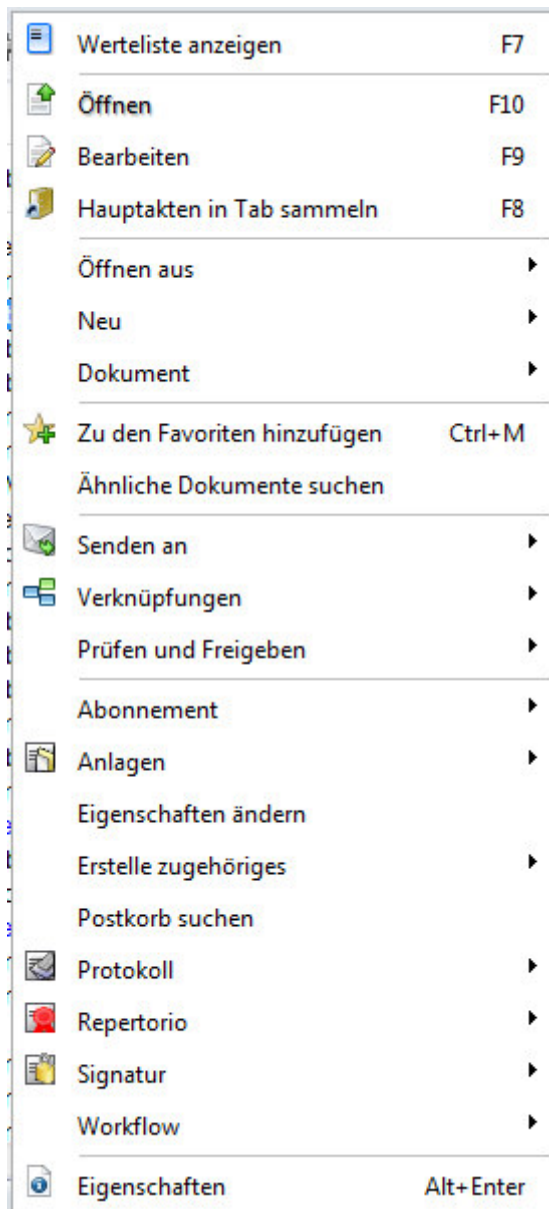 Werteliste anzeigen F7
Öffnen F10
Bearbeiten F9
Hauptakten in Tab sammeln F8
Öffnen aus
Neu
Dokument
Zu den Favoriten hinzufügen Ctrl+M
Ähnliche Dokumente suchen
Senden an
Verknüpfungen
Prüfen und Freigeben
Abonnement
Anlagen
Eigenschaften ändern
Erstelle zugehöriges
Postkorb suchen
Protokoll
Repertorio
Signatur
Workflow
Eigenschaften Alt+Enter